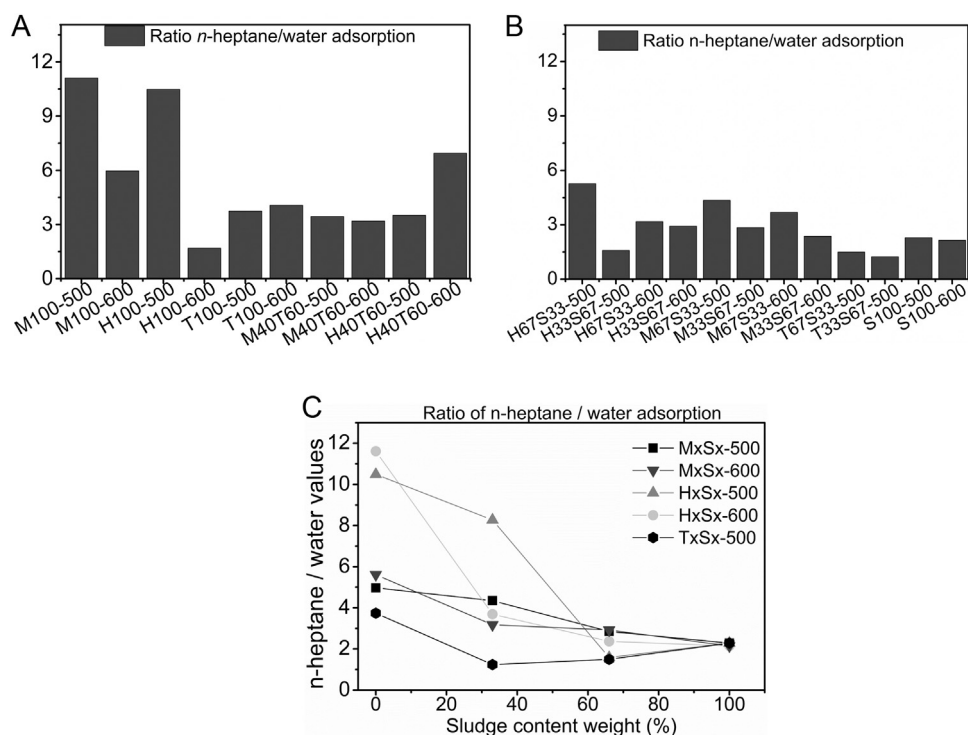 A
Ratio n-heptane/water adsorption
12
9
6
3
0
M100-500
M100-600
H100-500
H100-600
T100-500
T100-600
M40T60-500
M40T60-600
H40T60-500
H40T60-600
B
Ratio n-heptane/water adsorption
12
9
6
3
0
H67S33-500
H33S67-500
H67S33-600
H33S67-600
M67S33-500
M33S67-500
M67S33-600
M33S67-600
T67S33-500
T33S67-500
S100-500
S100-600
C
Ratio of n-heptane / water adsorption
n-heptane / water values
12
10
8
6
4
2
0
MxSx-500
MxSx-600
HxSx-500
HxSx-600
TxSx-500
0 20 40 60 80 100
Sludge content weight (%)